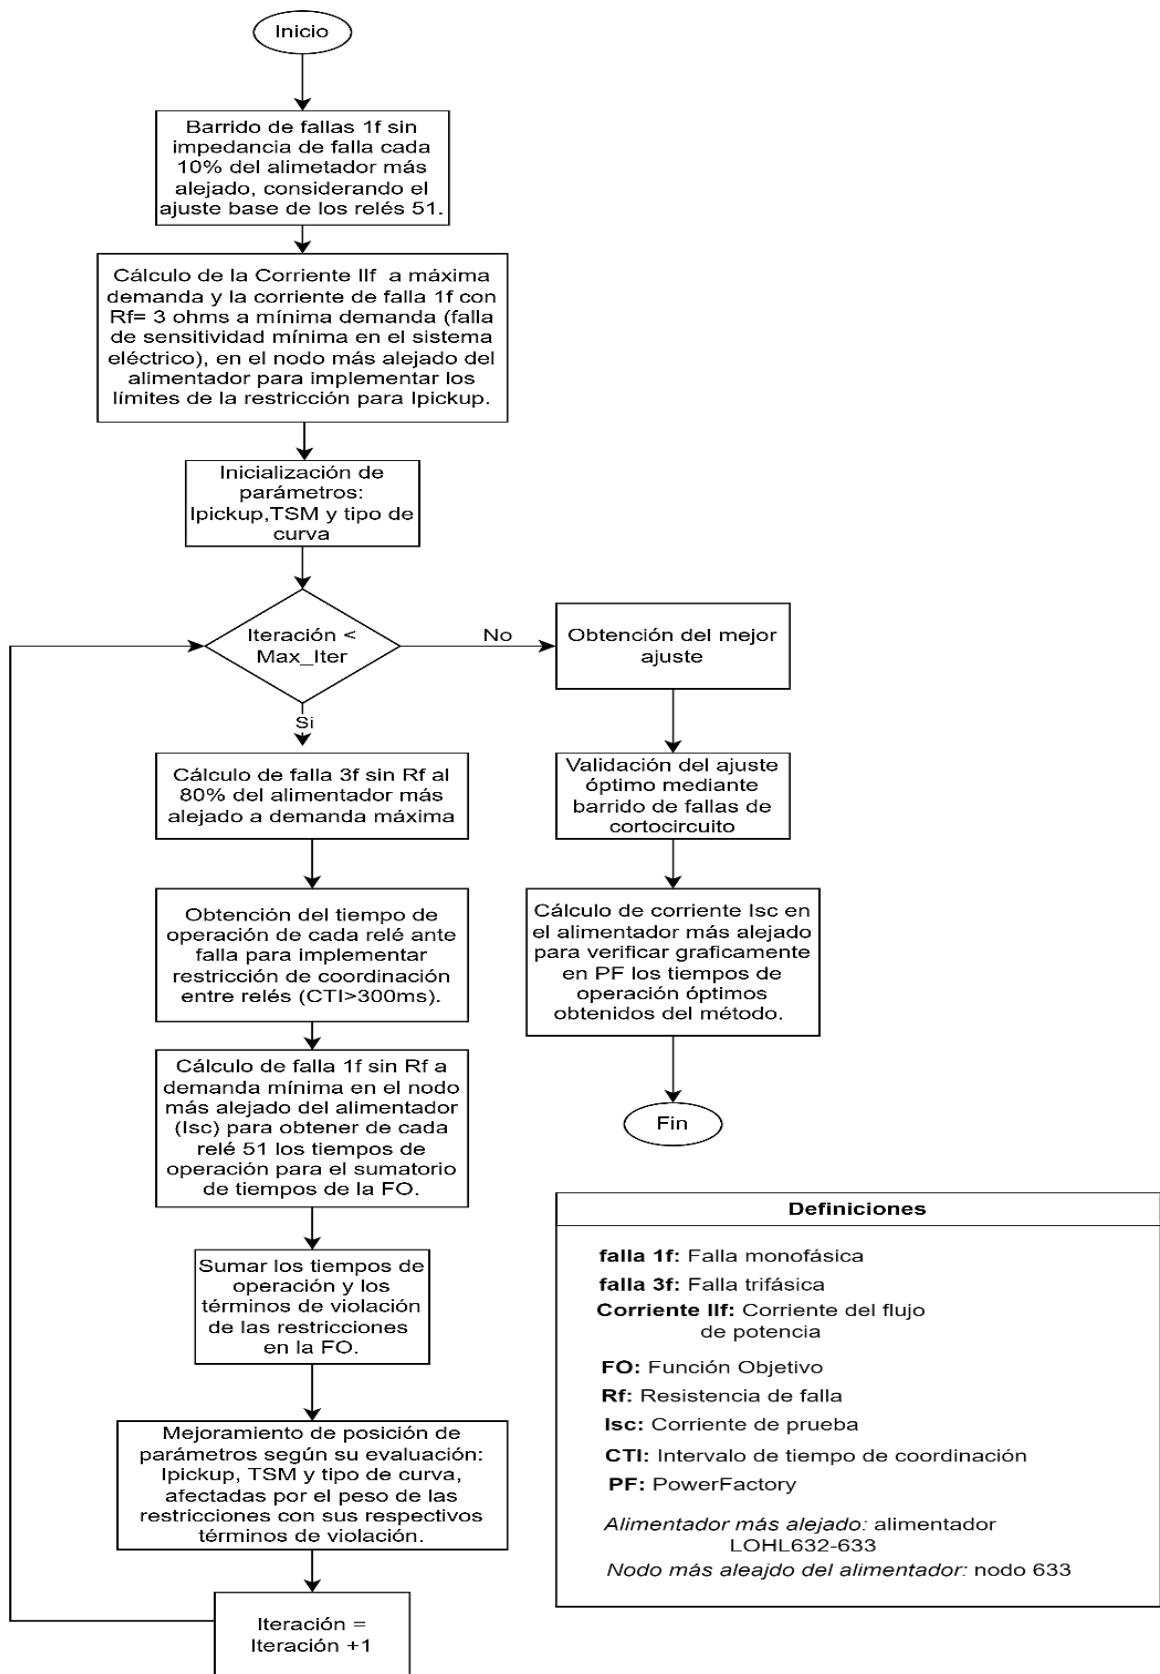 Inicio
Barrido de fallas 1f sin
impedancia de falla cada
10% del alimetador más
alejado, considerando el
ajuste base de los relés 51.
Cálculo de la Corriente IIf a máxima
demanda y la corriente de falla 1f con
Rf= 3 ohms a mínima demanda (falla
de sensitividad mínima en el sistema
eléctrico), en el nodo más alejado del
alimentador para implementar los
límites de la restricción para Ipickup.
Inicialización de
parámetros:
Ipickup,TSM y tipo de
curva
Iteración <
Max_Iter
No
Si
Cálculo de falla 3f sin Rf al
80% del alimentador más
alejado a demanda máxima
Obtención del tiempo de
operación de cada relé ante
falla para implementar
restricción de coordinación
entre relés (CTI>300ms).
Cálculo de falla 1f sin Rf a
demanda mínima en el nodo
más alejado del alimentador
(Isc) para obtener de cada
relé 51 los tiempos de
operación para el sumatorio
de tiempos de la FO.
Sumar los tiempos de
operación y los
términos de violación
de las restricciones
en la FO.
Mejoramiento de posición de
parámetros según su evaluación:
Ipickup, TSM y tipo de curva,
afectadas por el peso de las
restricciones con sus respectivos
términos de violación.
Iteración =
Iteración +1
Obtención del mejor
ajuste
Validación del ajuste
óptimo mediante
barrido de fallas de
cortocircuito
Cálculo de corriente Isc en
el alimentador más alejado
para verificar graficamente
en PF los tiempos de
operación óptimos
obtenidos del método.
Fin
Definiciones
falla 1f: Falla monofásica
falla 3f: Falla trifásica
Corriente IIf: Corriente del flujo
de potencia
FO: Función Objetivo
Rf: Resistencia de falla
Isc: Corriente de prueba
CTI: Intervalo de tiempo de coordinación
PF: PowerFactory
Alimentador más alejado: alimentador
LOHL632-633
Nodo más aleajdo del alimentador: nodo 633